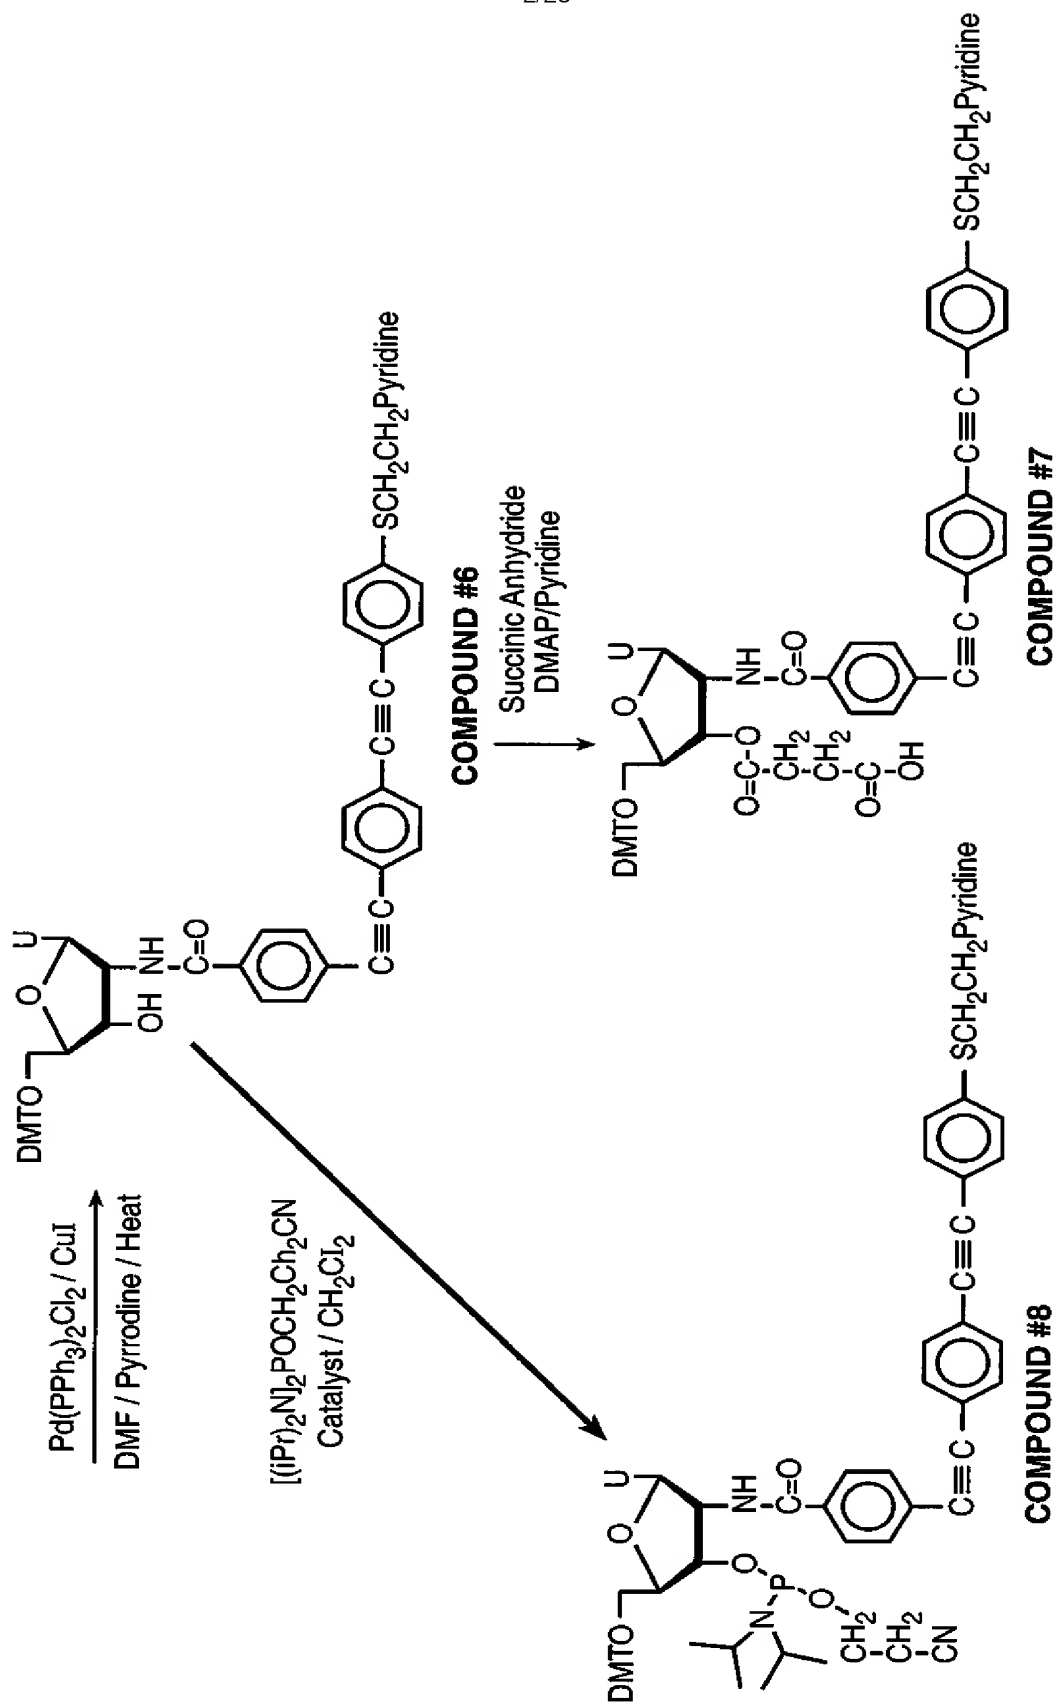 Pd(PPh3)2Cl2 / CuI
DMF / Pyrrodine / Heat
DMTO
O
U
OH
NH
C=O
C≡C
C≡C
SCH2CH2Pyridine
COMPOUND #6
[(iPr)2N]2POCH2Ch2CN
Catalyst / CH2Cl2
Succinic Anhydride
DMAP/Pyridine
DMTO
O
U
O
NH
C=O
P
N
O
CH2
CH2
CN
C≡C
C≡C
SCH2CH2Pyridine
COMPOUND #8
DMTO
O
U
O
NH
O=C
C=O
CH2
CH2
O=C
OH
C≡C
C≡C
SCH2CH2Pyridine
COMPOUND #7